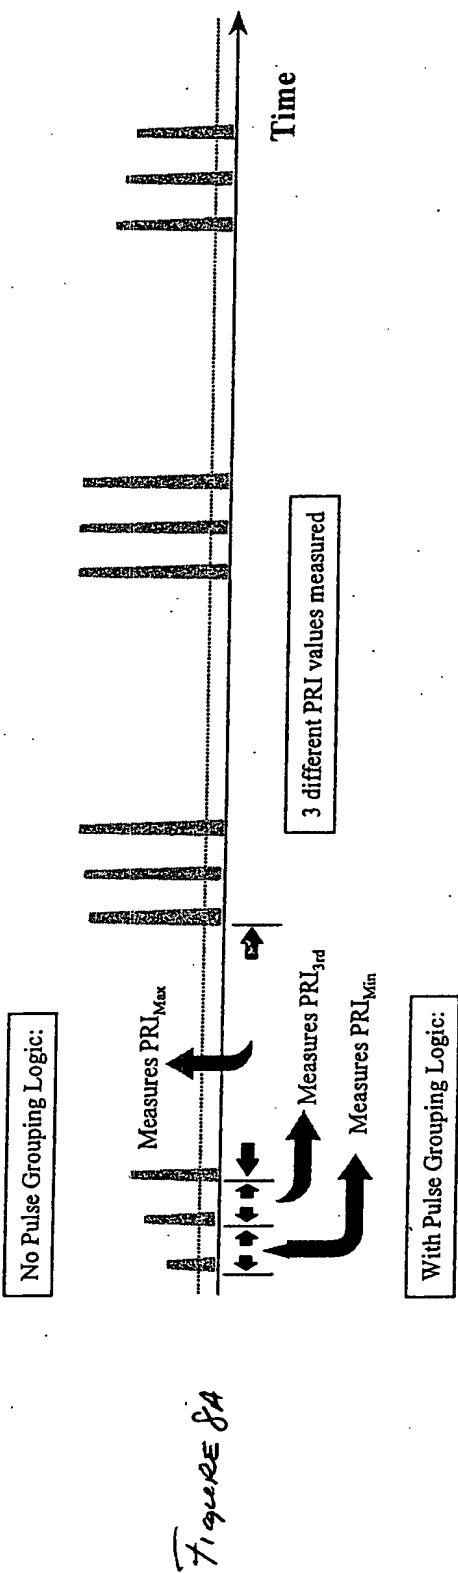 No Pulse Grouping Logic:
Measures PRI_Max
Time
3 different PRI values measured
Measures PRI_3rd
Measures PRI_Min
With Pulse Grouping Logic:
FIGURE 8A